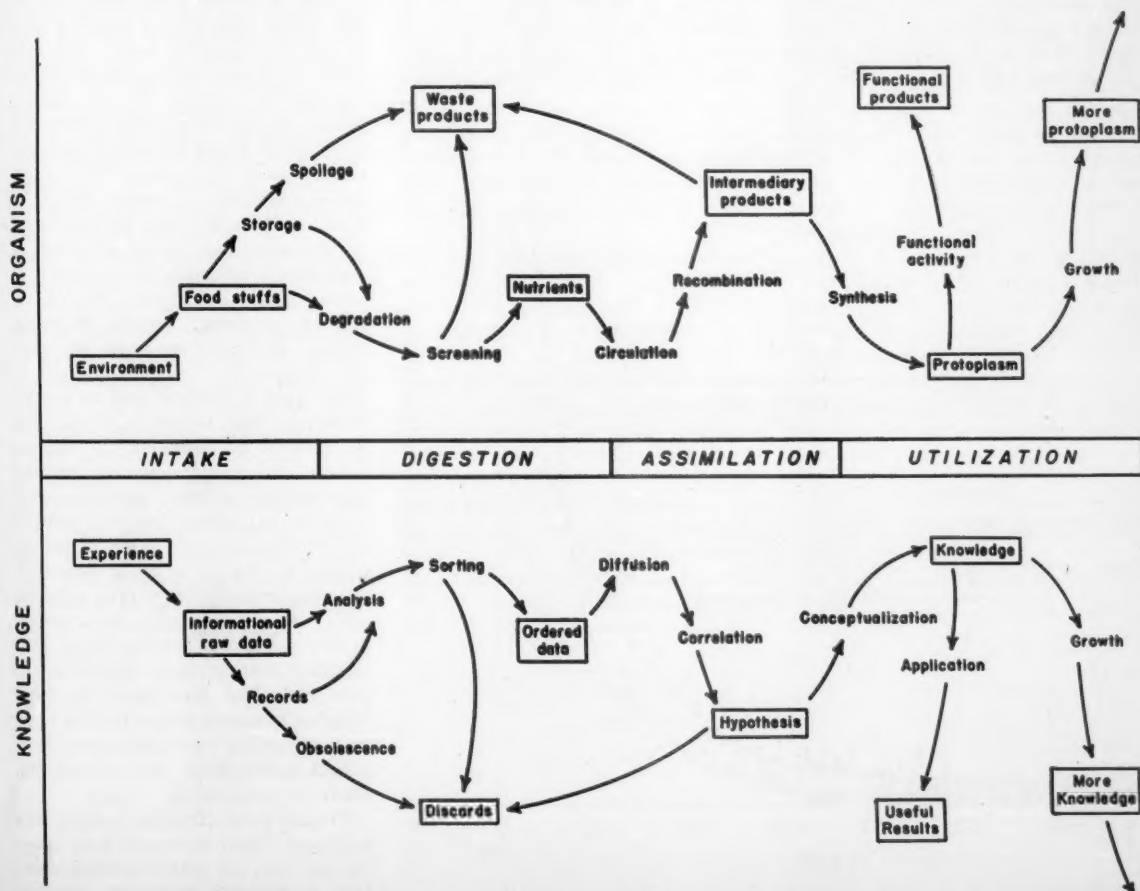 ORGANISM
Waste
products
Spoilage
Storage
Food stuffs
Environment
Degradation
Screening
Nutrients
Circulation
Recombination
Intermediary
products
Synthesis
Functional
products
Functional
activity
Protoplasm
Growth
More
protoplasm
INTAKE
DIGESTION
ASSIMILATION
UTILIZATION
KNOWLEDGE
Experience
Informational
raw data
Records
Obsolescence
Analysis
Sorting
Discards
Ordered
data
Diffusion
Correlation
Hypothesis
Conceptualization
Knowledge
Application
Useful
Results
Growth
More
Knowledge